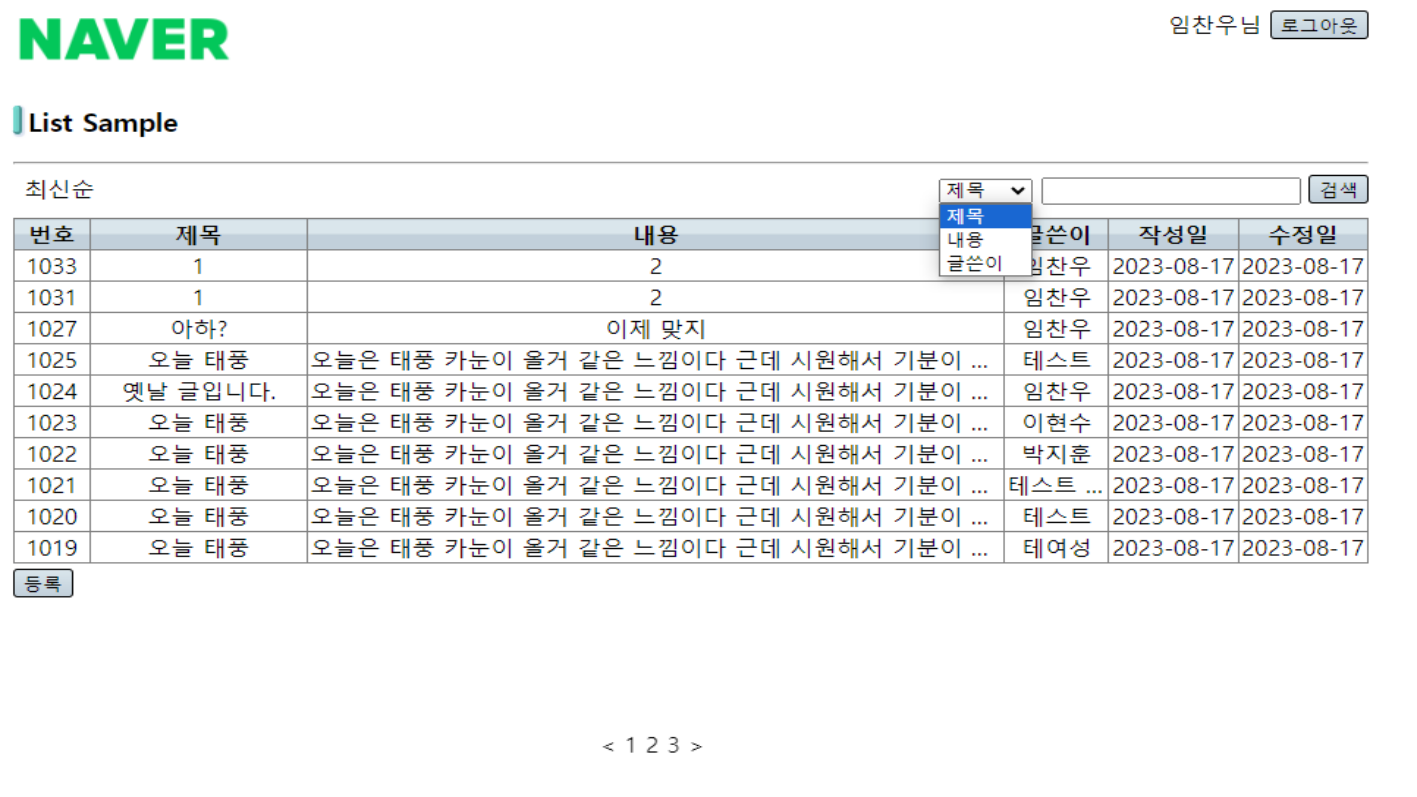 NAVER
임찬우님 로그아웃
List Sample
최신순 제목 검색
제목
내용
글쓴이
번호 제목 내용 글쓴이 작성일 수정일
1033 1 2 임찬우 2023-08-17 2023-08-17
1031 1 2 임찬우 2023-08-17 2023-08-17
1027 아하? 이제 맞지 임찬우 2023-08-17 2023-08-17
1025 오늘 태풍 오늘은 태풍 카눈이 올거 같은 느낌이다 근데 시원해서 기분이 ... 테스트 2023-08-17 2023-08-17
1024 옛날 글입니다. 오늘은 태풍 카눈이 올거 같은 느낌이다 근데 시원해서 기분이 ... 임찬우 2023-08-17 2023-08-17
1023 오늘 태풍 오늘은 태풍 카눈이 올거 같은 느낌이다 근데 시원해서 기분이 ... 이현수 2023-08-17 2023-08-17
1022 오늘 태풍 오늘은 태풍 카눈이 올거 같은 느낌이다 근데 시원해서 기분이 ... 박지훈 2023-08-17 2023-08-17
1021 오늘 태풍 오늘은 태풍 카눈이 올거 같은 느낌이다 근데 시원해서 기분이 ... 테스트 ... 2023-08-17 2023-08-17
1020 오늘 태풍 오늘은 태풍 카눈이 올거 같은 느낌이다 근데 시원해서 기분이 ... 테스트 2023-08-17 2023-08-17
1019 오늘 태풍 오늘은 태풍 카눈이 올거 같은 느낌이다 근데 시원해서 기분이 ... 테여성 2023-08-17 2023-08-17
등록
< 1 2 3 >